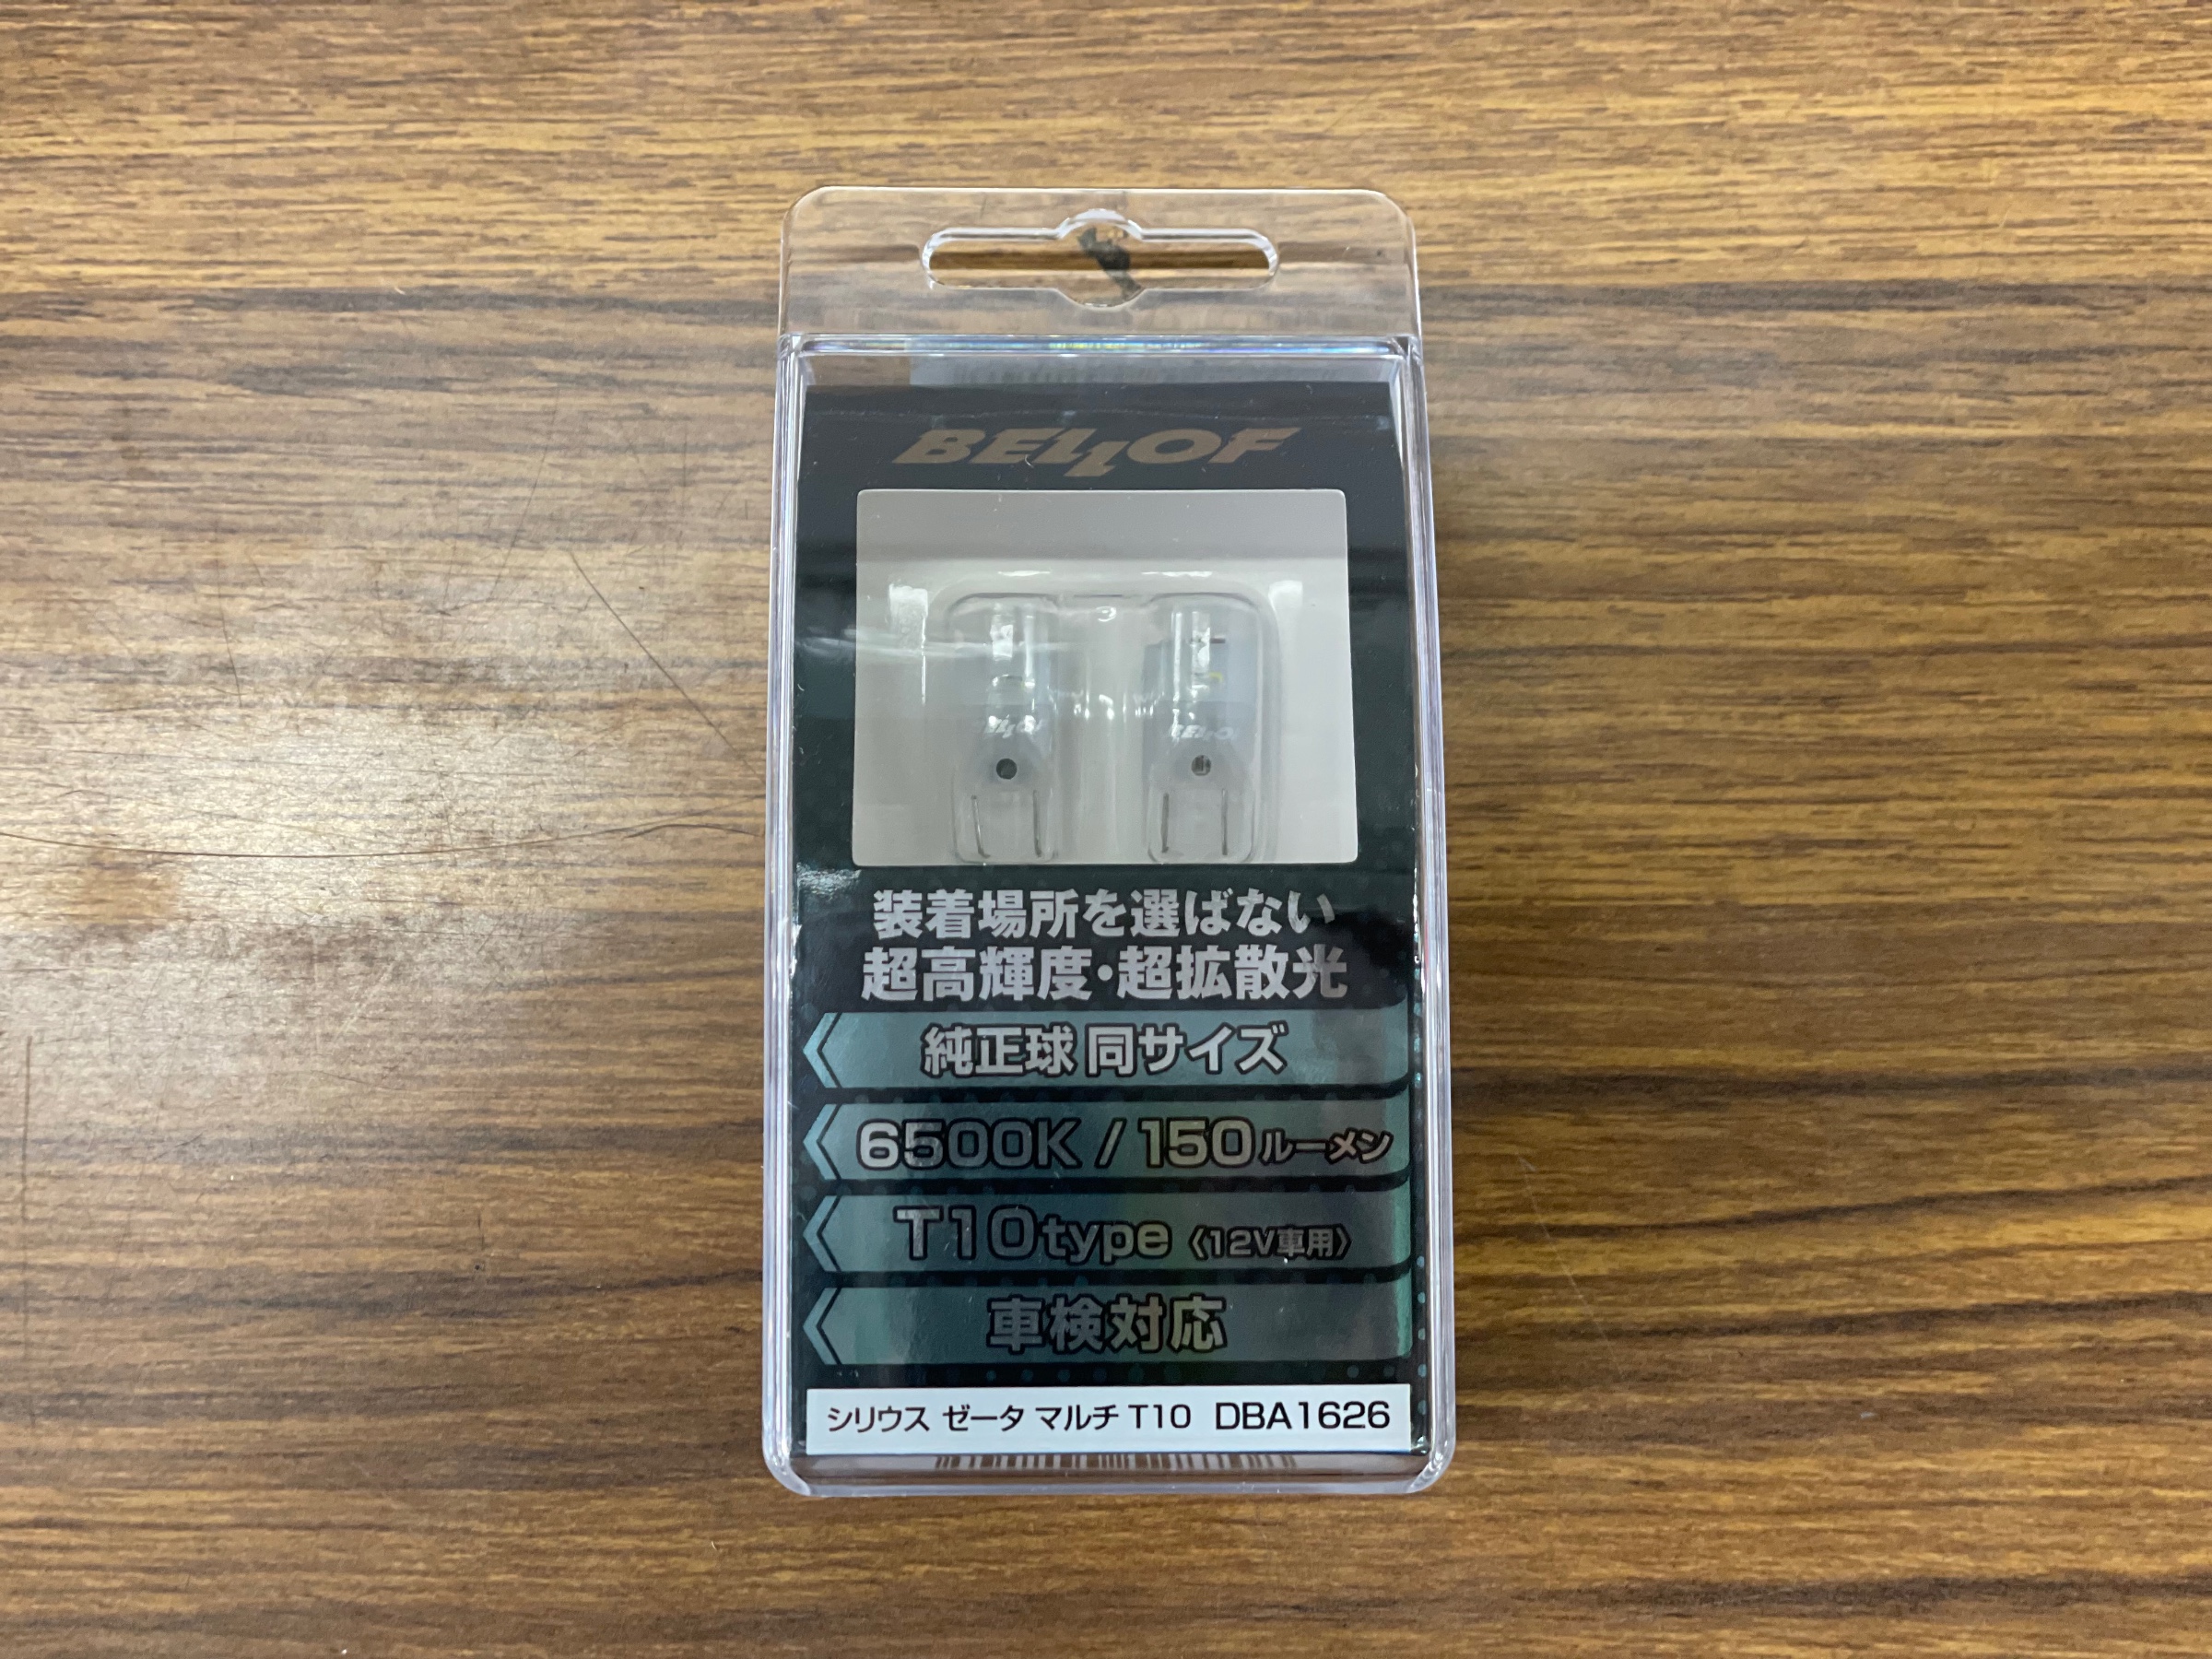 BELLOF
BELLOF
装着場所を選ばない
超高輝度・超拡散光
純正球 同サイズ
6500K / 150ルーメン
T10type 〈12V車用〉
車検対応
シリウス ゼータ マルチ T10 DBA1626